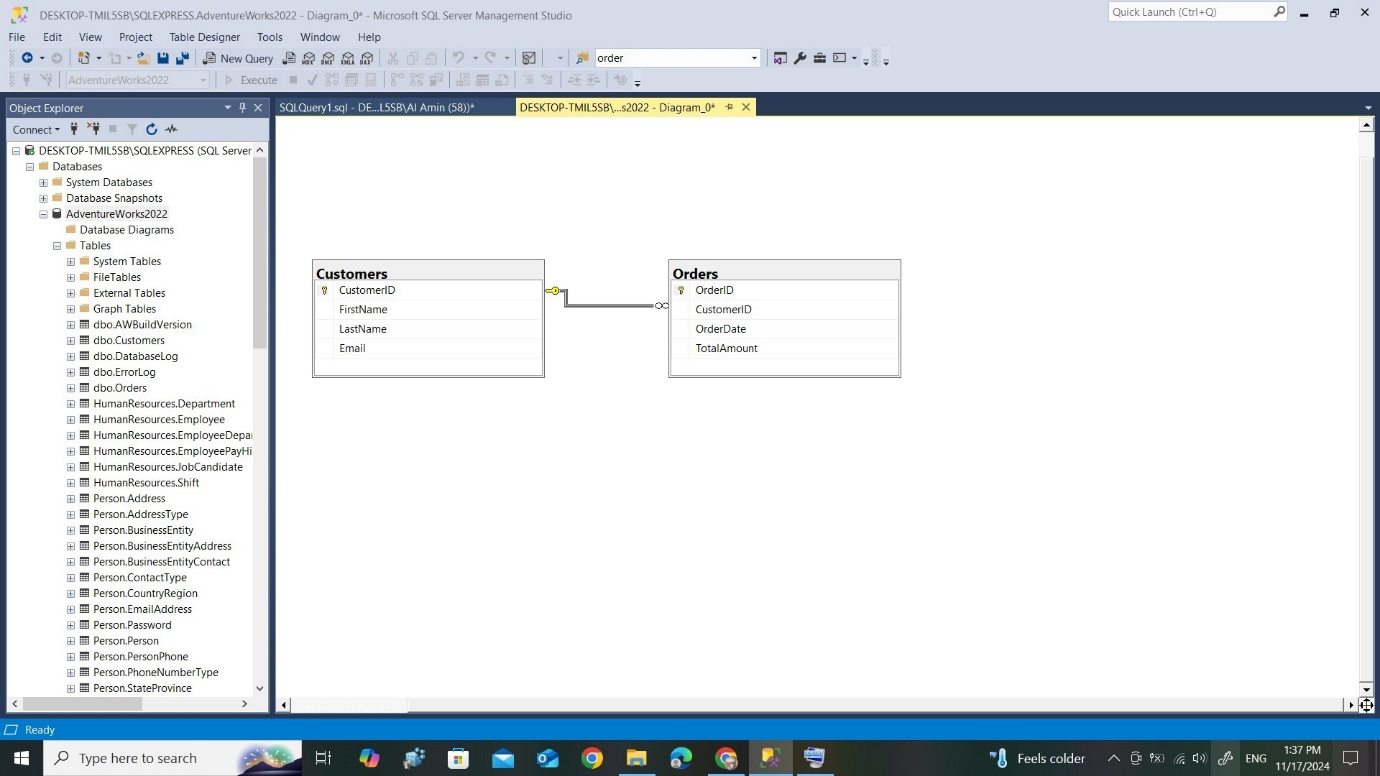 DESKTOP-TMIL5SB\SQLEXPRESS.AdventureWorks2022 - Diagram_0* - Microsoft SQL Server Management Studio
Quick Launch (Ctrl+Q)
File Edit View Project Table Designer Tools Window Help
New Query
order
AdventureWorks2022
Execute
Object Explorer
SQLQuery1.sql - DE...L5SB\Al Amin (58))*
DESKTOP-TMIL5SB\...s2022 - Diagram_0*
Connect
DESKTOP-TMIL5SB\SQLEXPRESS (SQL Server
Databases
System Databases
Database Snapshots
AdventureWorks2022
Database Diagrams
Tables
System Tables
FileTables
External Tables
Graph Tables
dbo.AWBuildVersion
dbo.Customers
dbo.DatabaseLog
dbo.ErrorLog
dbo.Orders
HumanResources.Department
HumanResources.Employee
HumanResources.EmployeeDepa
HumanResources.EmployeePayHi
HumanResources.JobCandidate
HumanResources.Shift
Person.Address
Person.AddressType
Person.BusinessEntity
Person.BusinessEntityAddress
Person.BusinessEntityContact
Person.ContactType
Person.CountryRegion
Person.EmailAddress
Person.Password
Person.Person
Person.PersonPhone
Person.PhoneNumberType
Person.StateProvince
Customers
CustomerID
FirstName
LastName
Email
Orders
OrderID
CustomerID
OrderDate
TotalAmount
Ready
Type here to search
Feels colder
ENG
1:37 PM
11/17/2024